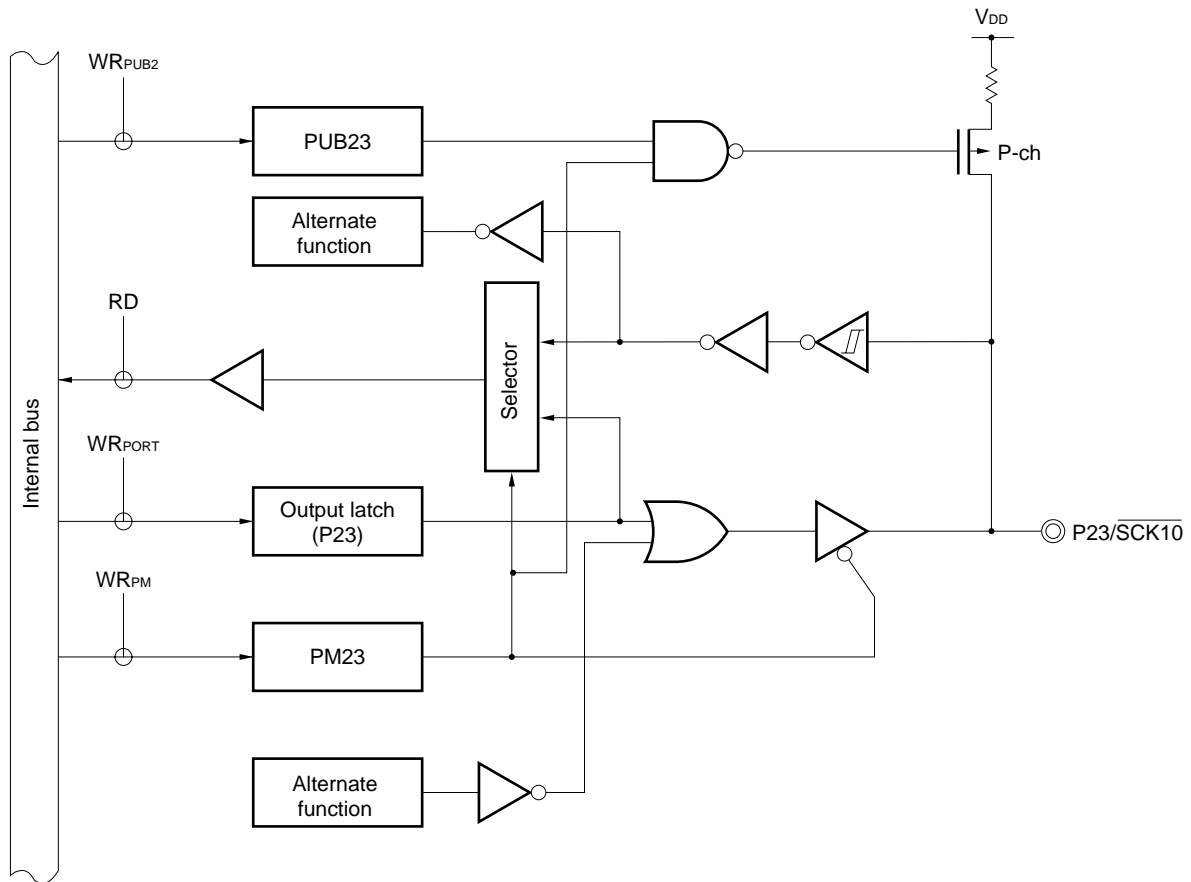 VDD
WRPUB2
PUB23
P-ch
Alternate
function
RD
Selector
Internal bus
WRPORT
Output latch
(P23)
P23/SCK10
WRPM
PM23
Alternate
function